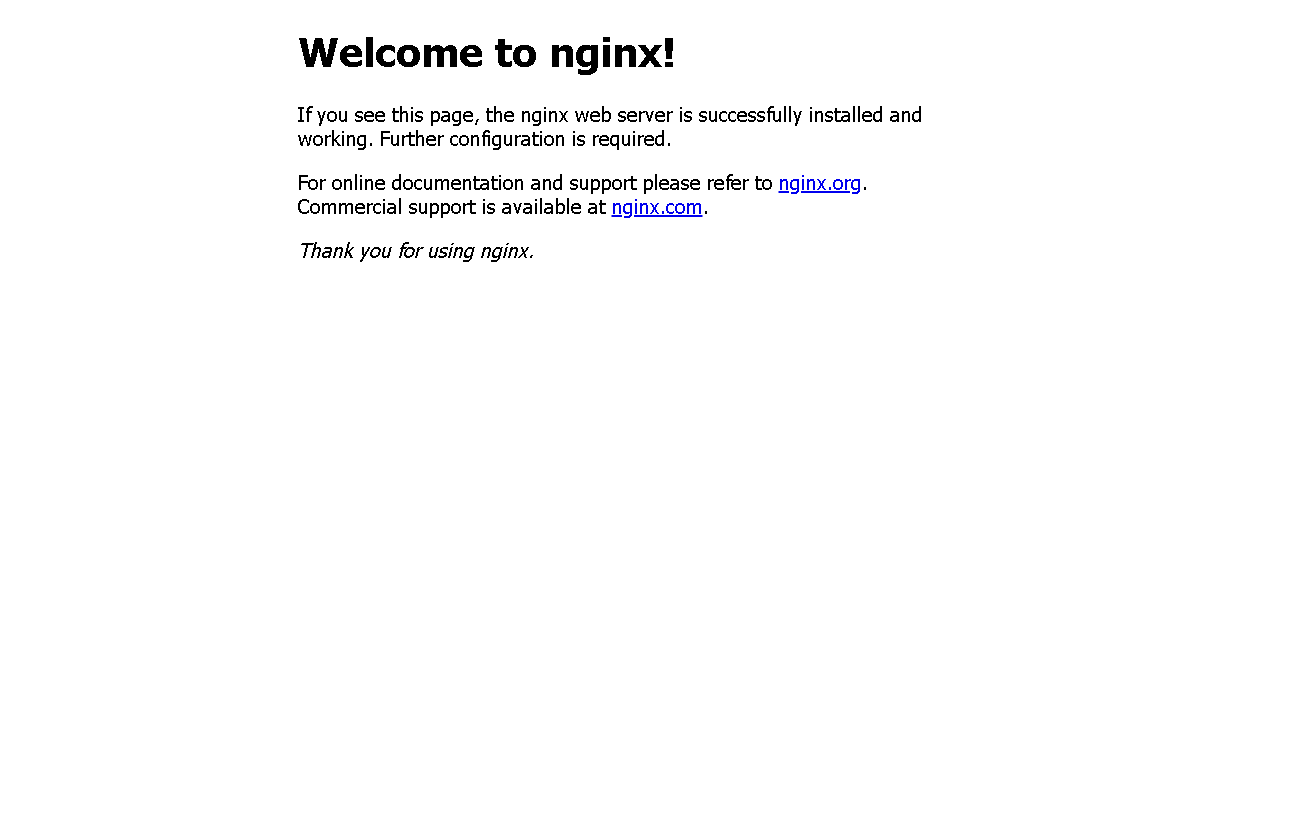 Welcome to nginx!
If you see this page, the nginx web server is successfully installed and
working. Further configuration is required.
For online documentation and support please refer to nginx.org.
Commercial support is available at nginx.com.
Thank you for using nginx.